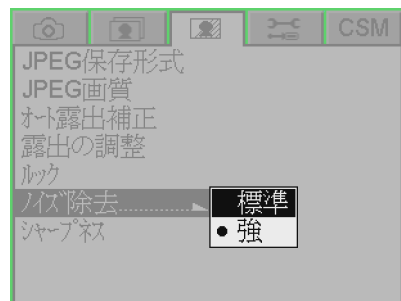 CSM
JPEG保存形式
JPEG画質
オート露出補正
露出の調整
ルック
ノイズ除去..............
標準
強
シャープネス